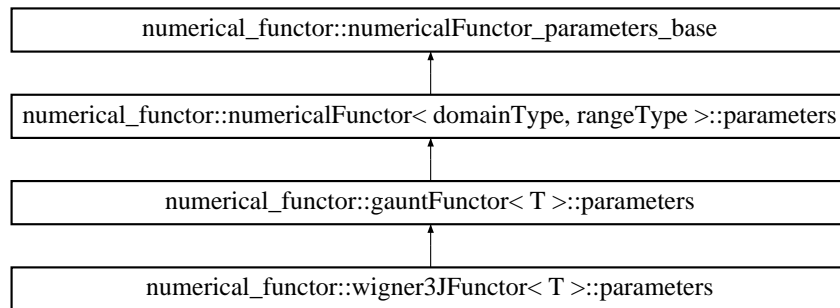 numerical_functor::numericalFunctor_parameters_base
numerical_functor::numericalFunctor< domainType, rangeType >::parameters
numerical_functor::gauntFunctor< T >::parameters
numerical_functor::wigner3JFunctor< T >::parameters